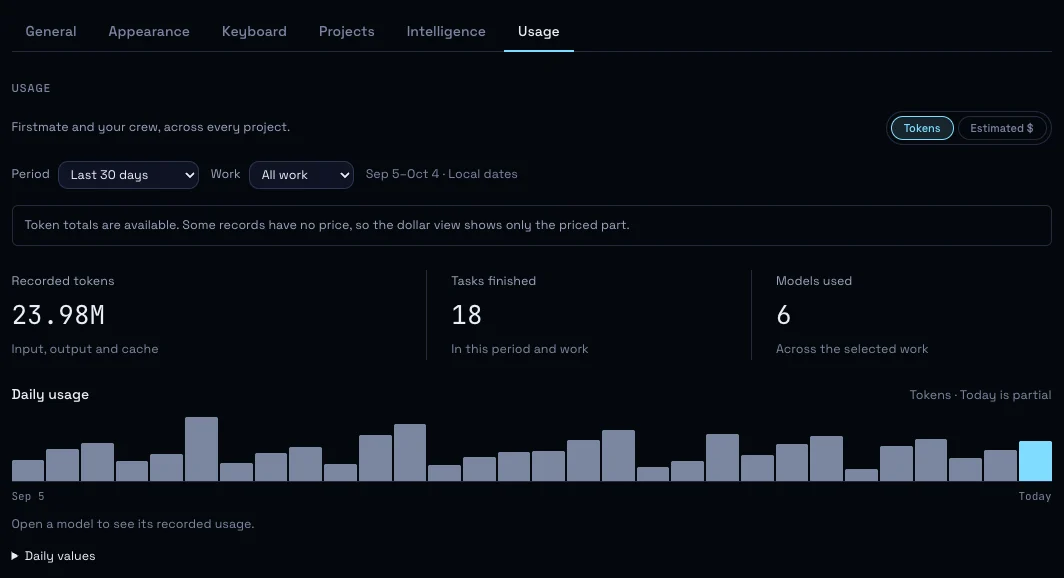 General Appearance Keyboard Projects Intelligence Usage
USAGE
Firstmate and your crew, across every project.
Tokens Estimated $
Period Last 30 days Work All work Sep 5–Oct 4 · Local dates
Token totals are available. Some records have no price, so the dollar view shows only the priced part.
Recorded tokens Tasks finished Models used
23.98M 18 6
Input, output and cache In this period and work Across the selected work
Daily usage Tokens · Today is partial
Sep 5 Today
Open a model to see its recorded usage.
Daily values